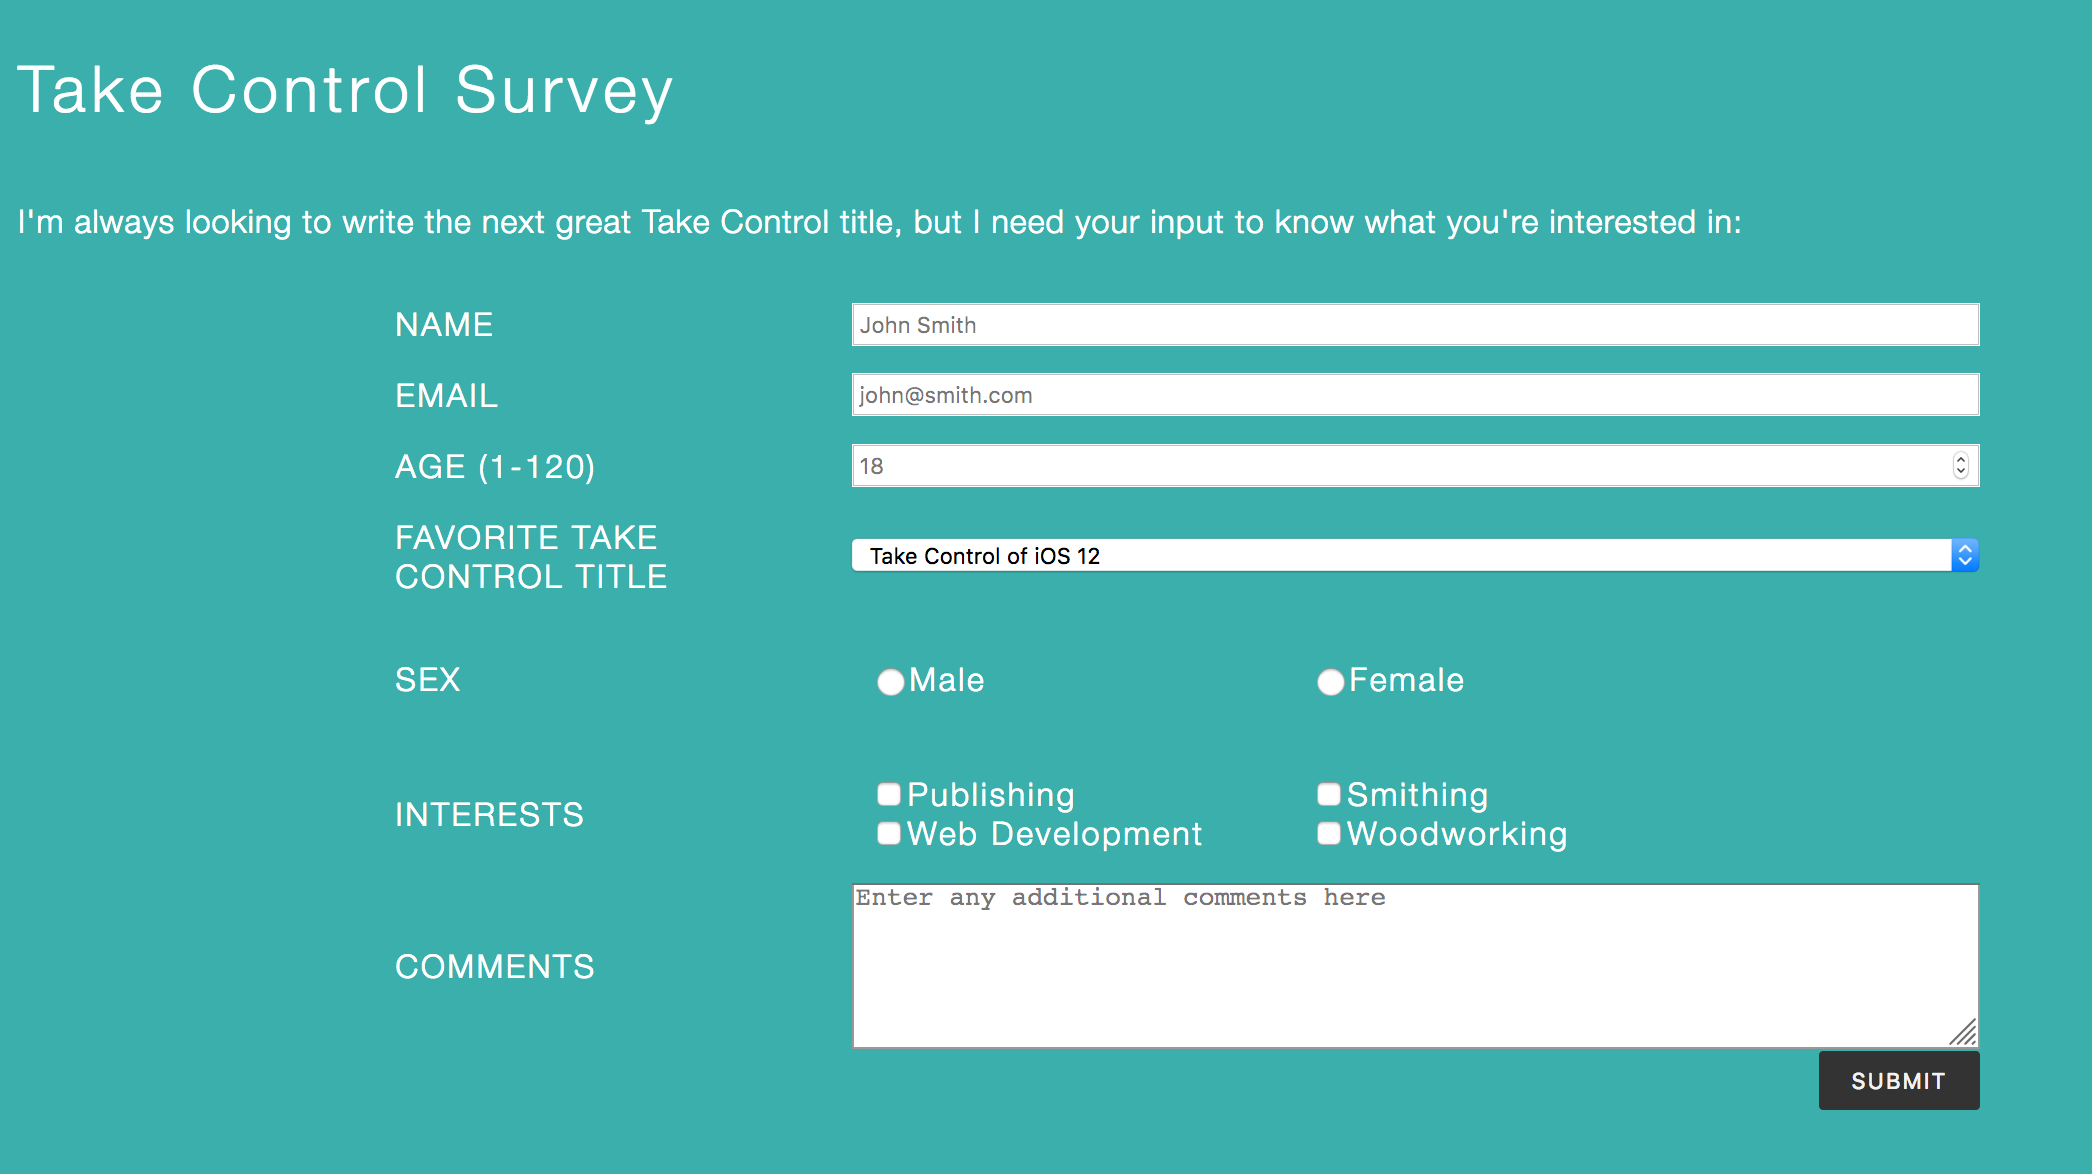 Take Control Survey
I'm always looking to write the next great Take Control title, but I need your input to know what you're interested in:
NAME
John Smith
EMAIL
john@smith.com
AGE (1-120)
18
FAVORITE TAKE
CONTROL TITLE
Take Control of iOS 12
SEX
Male
Female
INTERESTS
Publishing
Smithing
Web Development
Woodworking
COMMENTS
Enter any additional comments here
SUBMIT